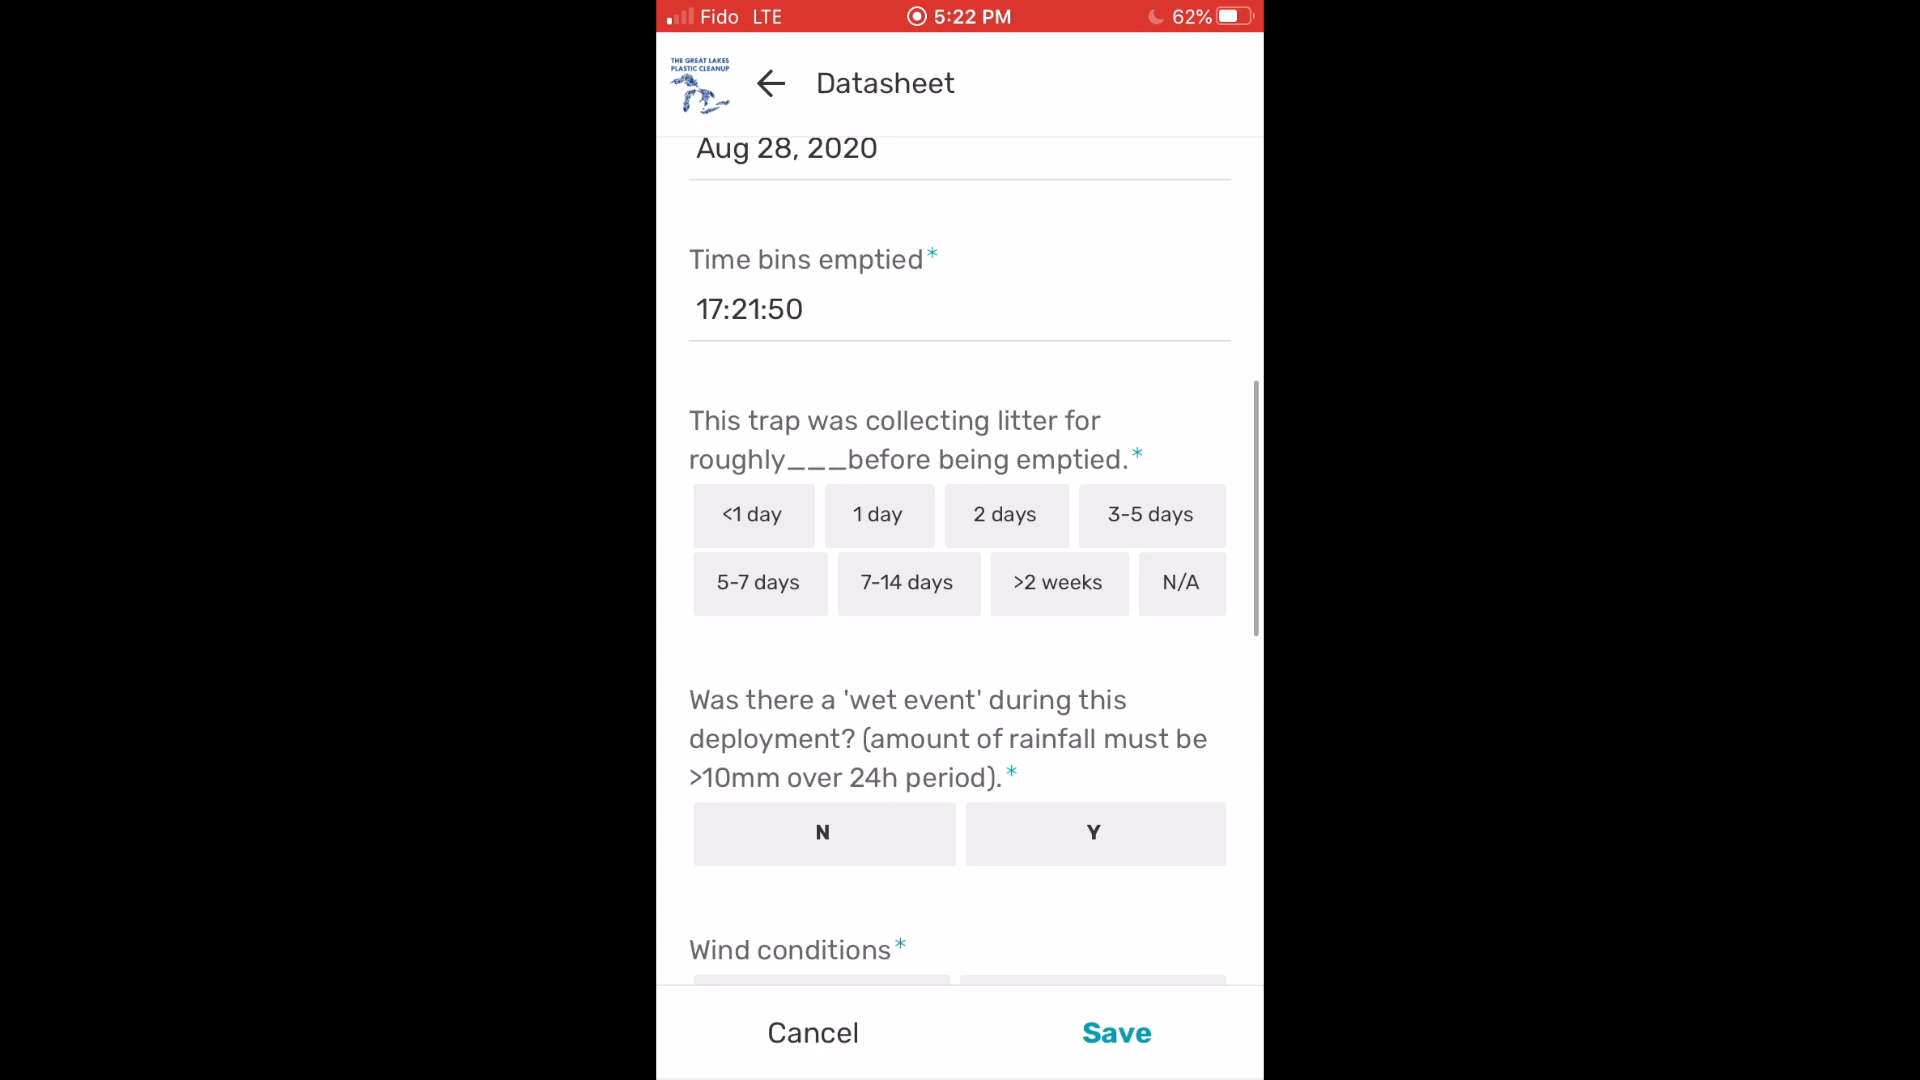 Fido LTE 5:22 PM 62%
THE GREAT LAKES
PLASTIC CLEANUP
Datasheet
Aug 28, 2020
Time bins emptied*
17:21:50
This trap was collecting litter for
roughly___before being emptied.*
<1 day 1 day 2 days 3-5 days
5-7 days 7-14 days >2 weeks N/A
Was there a 'wet event' during this
deployment? (amount of rainfall must be
>10mm over 24h period).*
N Y
Wind conditions*
Cancel Save